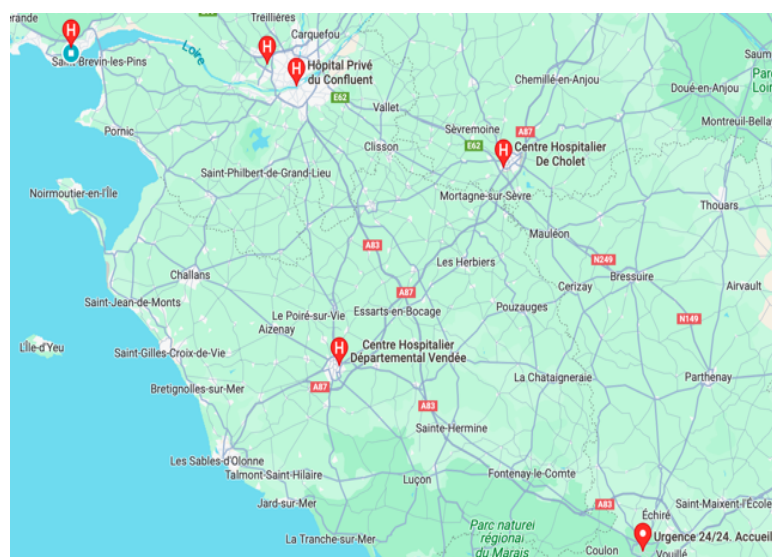 Treillières
érande
Carquefou
H
Loire
H
Saint-Brevin-les-Pins
H
Hôpital Privé
du Confluent
Saum
Parc
Loire
Chemillé-en-Anjou
Doué-en-Anjou
E62
Vallet
Montreuil-Bella
Pornic
Sèvremoine
A87
Clisson
E62
H
Centre Hospitalier
De Cholet
Saint-Philbert-de-Grand-Lieu
Noirmoutier-en-l'Île
Mortagne-sur-Sèvre
Thouars
Mauléon
A83
Les Herbiers
N249
Challans
Bressuire
Cerizay
Airvault
A87
Saint-Jean-de-Monts
Pouzauges
Essarts-en-Bocage
Le Poiré-sur-Vie
N149
Aizenay
L'Île-d'Yeu
Saint-Gilles-Croix-de-Vie
H
Centre Hospitalier
Départemental Vendée
La Chataigneraie
Parthenay
Bretignolles-sur-Mer
A87
A83
Sainte-Hermine
Les Sables-d'Olonne
Talmont-Saint-Hilaire
Luçon
Fontenay-le-Comte
Jard-sur-Mer
A83
Saint-Maixent-l'École
Échiré
La Tranche-sur-Mer
Parc naturel
régional
du Marais
Urgence 24/24. Accueil
Coulon
Vouillé